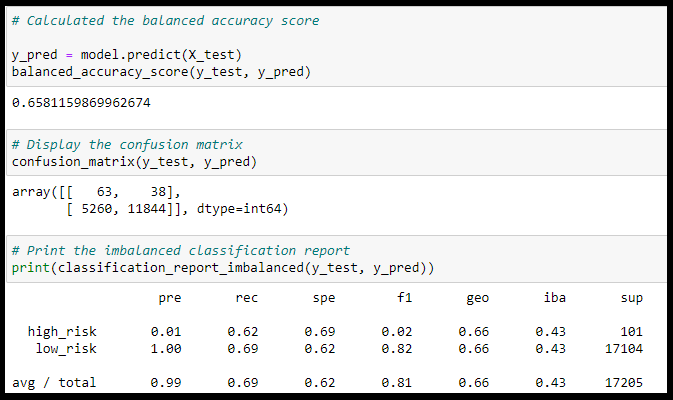 # Calculated the balanced accuracy score
y_pred = model.predict(X_test)
balanced_accuracy_score(y_test, y_pred)
0.6581159869962674
# Display the confusion matrix
confusion_matrix(y_test, y_pred)
array([[   63,    38],
       [ 5260, 11844]], dtype=int64)
# Print the imbalanced classification report
print(classification_report_imbalanced(y_test, y_pred))
pre rec spe f1 geo iba sup
high_risk 0.01 0.62 0.69 0.02 0.66 0.43 101
low_risk 1.00 0.69 0.62 0.82 0.66 0.43 17104
avg / total 0.99 0.69 0.62 0.81 0.66 0.43 17205